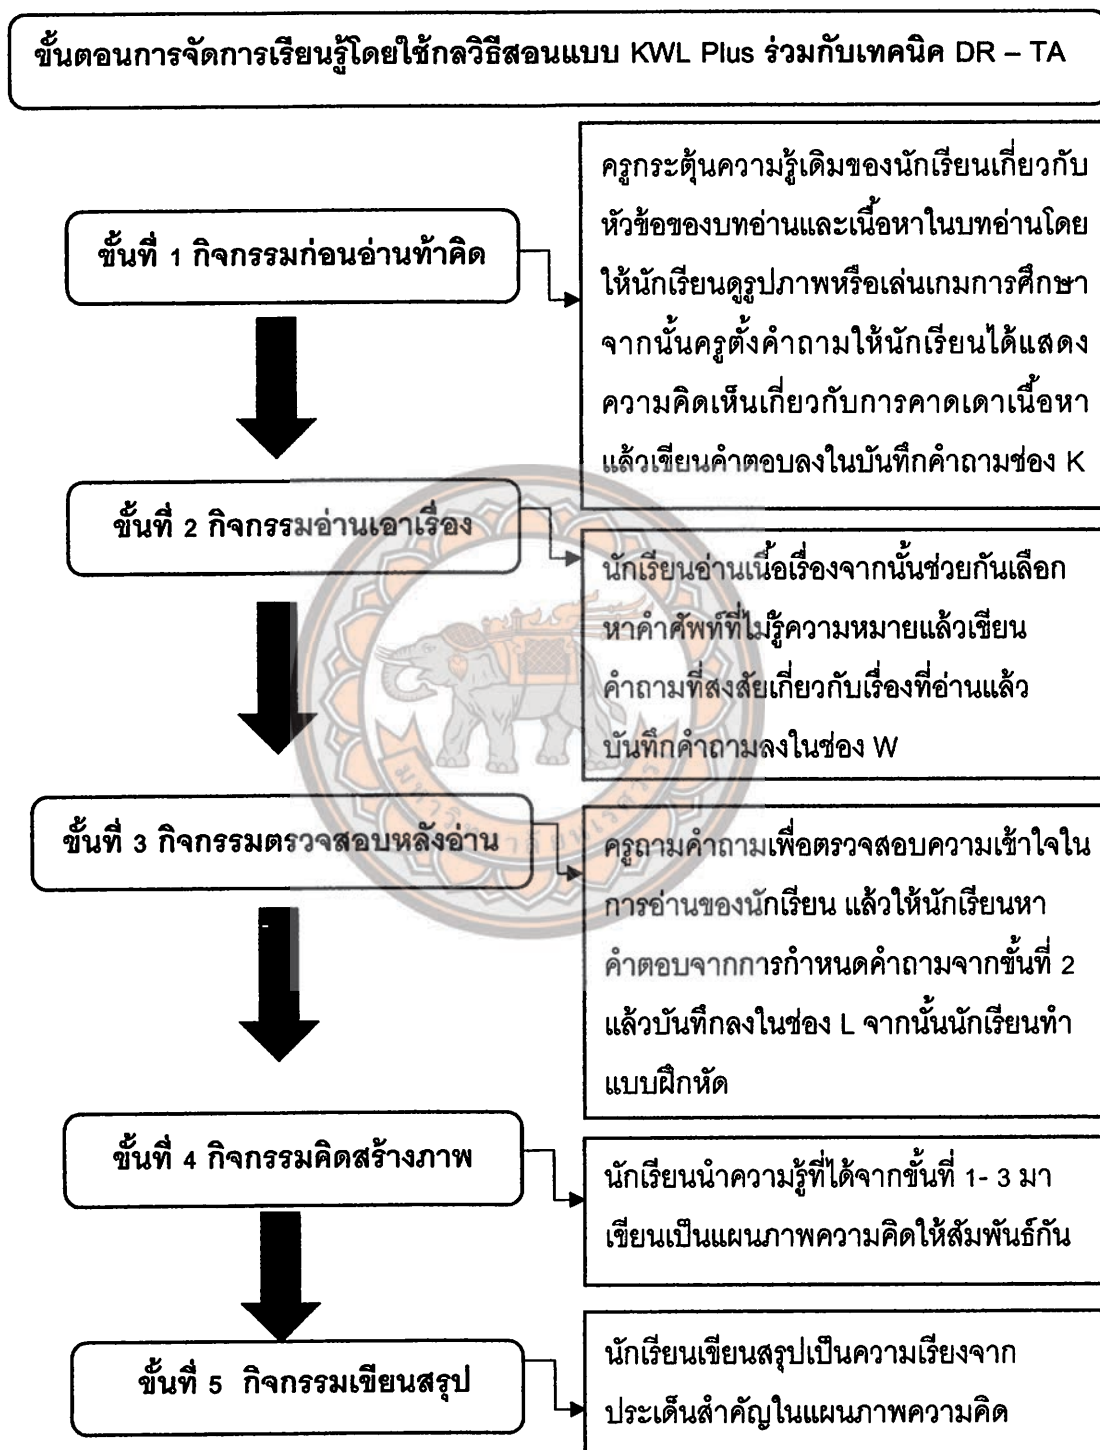 ขั้นตอนการจัดการเรียนรู้โดยใช้กลวิธีสอนแบบ KWL Plus ร่วมกับเทคนิค DR – TA
ขั้นที่ 1 กิจกรรมก่อนอ่านท้าคิด
ครูกระตุ้นความรู้เดิมของนักเรียนเกี่ยวกับ
หัวข้อของบทอ่านและเนื้อหาในบทอ่านโดย
ให้นักเรียนดูรูปภาพหรือเล่นเกมการศึกษา
จากนั้นครูตั้งคำถามให้นักเรียนได้แสดง
ความคิดเห็นเกี่ยวกับการคาดเดาเนื้อหา
แล้วเขียนคำตอบลงในบันทึกคำถามช่อง K
ขั้นที่ 2 กิจกรรมอ่านเอาเรื่อง
นักเรียนอ่านเนื้อเรื่องจากนั้นช่วยกันเลือก
หาคำศัพท์ที่ไม่รู้ความหมายแล้วเขียน
คำถามที่สงสัยเกี่ยวกับเรื่องที่อ่านแล้ว
บันทึกคำถามลงในช่อง W
มหาวิทยาลัยนเรศวร
ขั้นที่ 3 กิจกรรมตรวจสอบหลังอ่าน
ครูถามคำถามเพื่อตรวจสอบความเข้าใจใน
การอ่านของนักเรียน แล้วให้นักเรียนหา
คำตอบจากการกำหนดคำถามจากขั้นที่ 2
แล้วบันทึกลงในช่อง L จากนั้นนักเรียนทำ
แบบฝึกหัด
ขั้นที่ 4 กิจกรรมคิดสร้างภาพ
นักเรียนนำความรู้ที่ได้จากขั้นที่ 1- 3 มา
เขียนเป็นแผนภาพความคิดให้สัมพันธ์กัน
ขั้นที่ 5 กิจกรรมเขียนสรุป
นักเรียนเขียนสรุปเป็นความเรียงจาก
ประเด็นสำคัญในแผนภาพความคิด